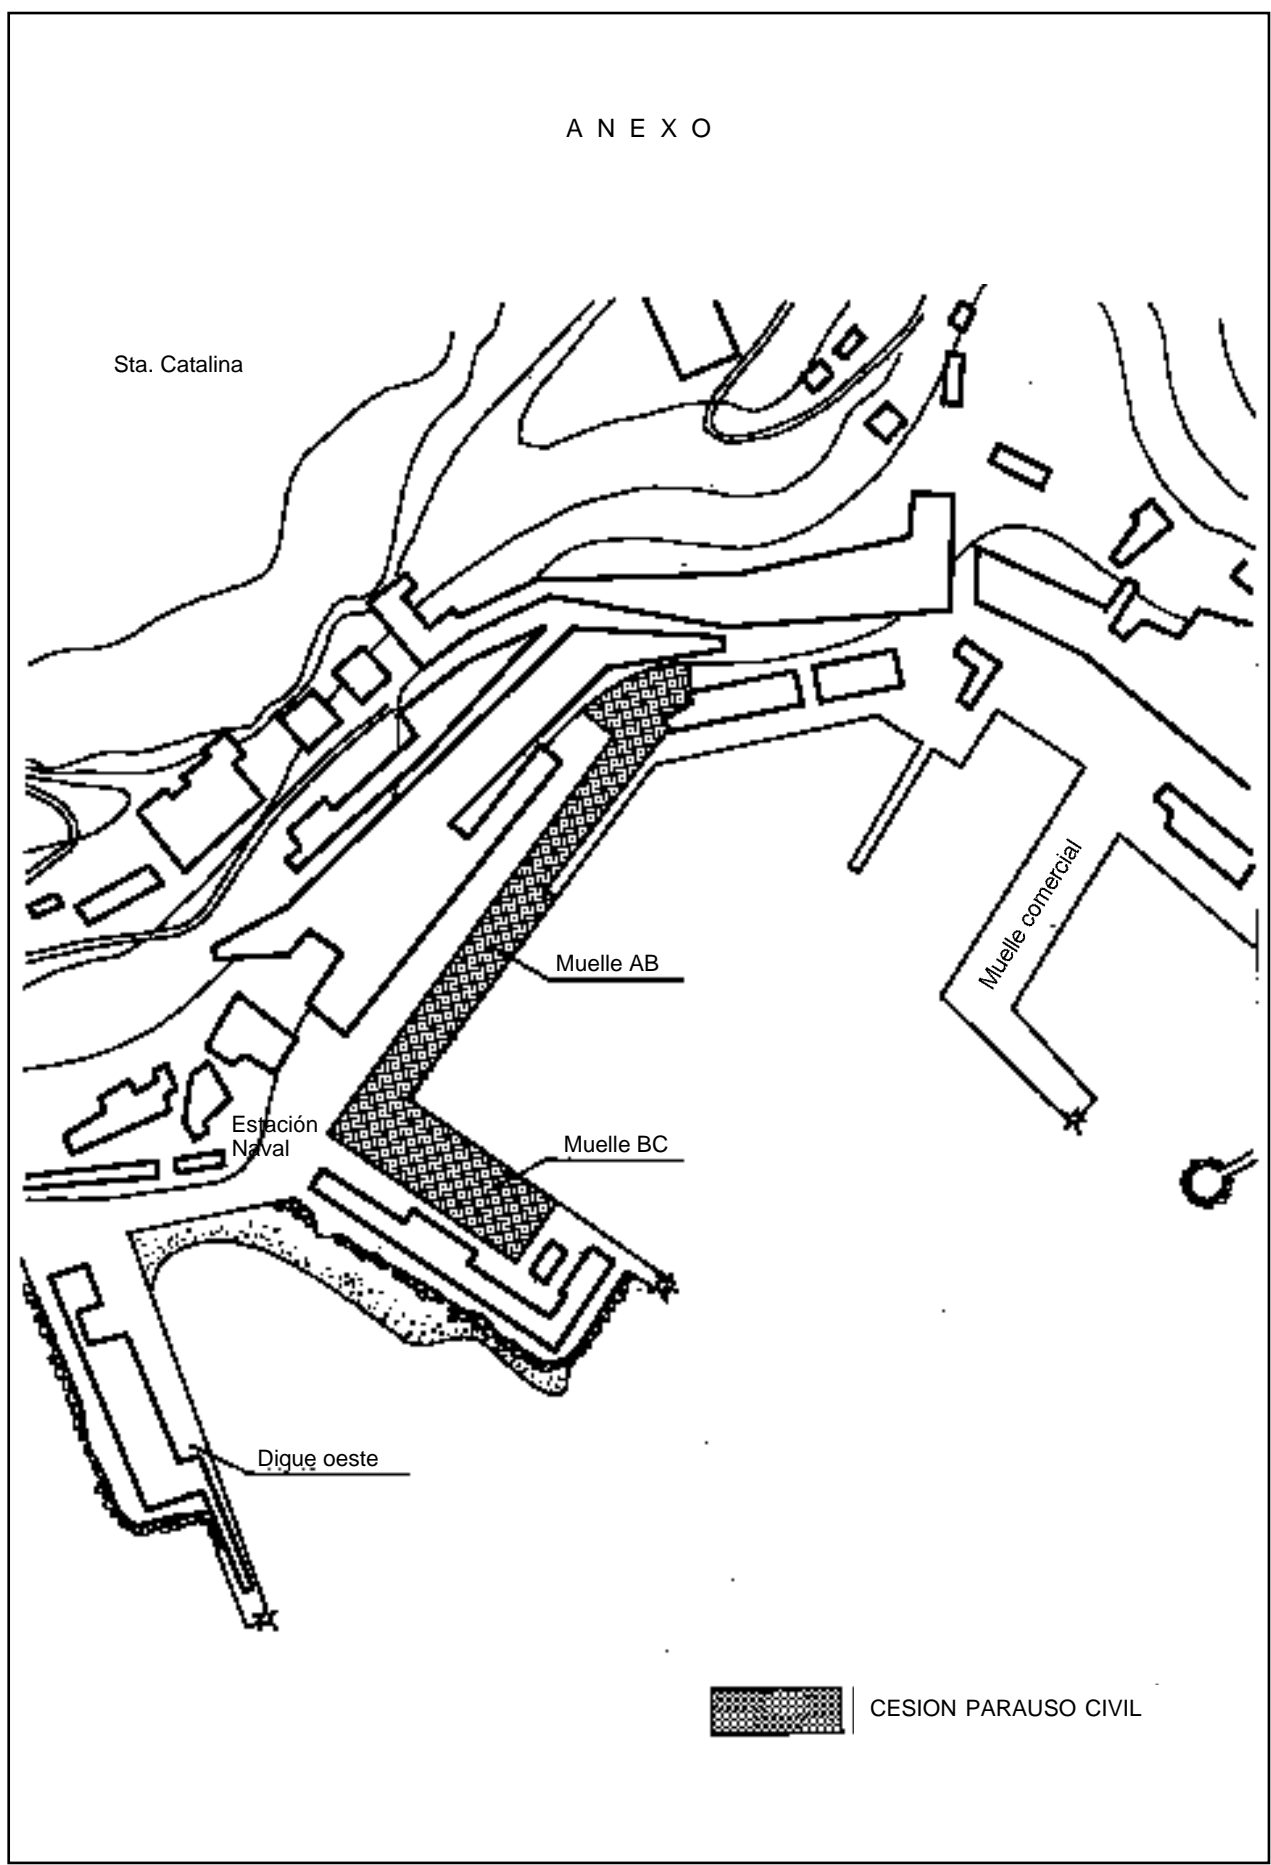 A N E X O
Sta. Catalina
Muelle comercial
Muelle AB
Estación
Naval
Muelle BC
Dique oeste
CESION PARAUSO CIVIL